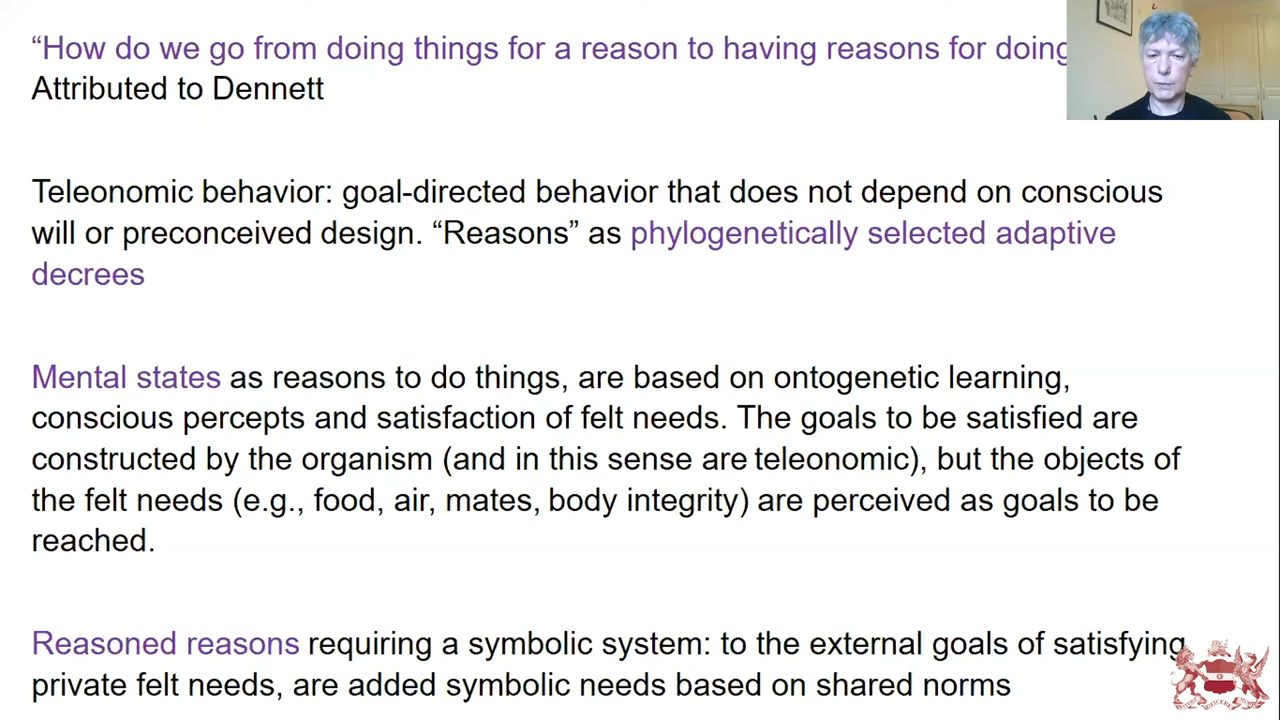 “How do we go from doing things for a reason to having reasons for doing
Attributed to Dennett
Teleonomic behavior: goal-directed behavior that does not depend on conscious
will or preconceived design. “Reasons” as phylogenetically selected adaptive
decrees
Mental states as reasons to do things, are based on ontogenetic learning,
conscious percepts and satisfaction of felt needs. The goals to be satisfied are
constructed by the organism (and in this sense are teleonomic), but the objects of
the felt needs (e.g., food, air, mates, body integrity) are perceived as goals to be
reached.
Reasoned reasons requiring a symbolic system: to the external goals of satisfying
private felt needs, are added symbolic needs based on shared norms